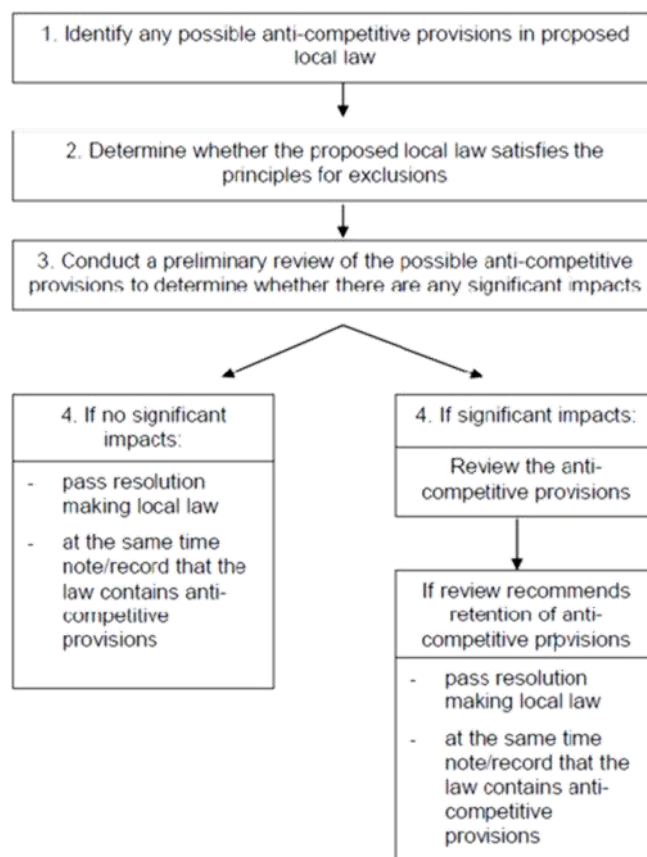 1. Identify any possible anti-competitive provisions in proposed
local law
2. Determine whether the proposed local law satisfies the
principles for exclusions
3. Conduct a preliminary review of the possible anti-competitive
provisions to determine whether there are any significant impacts
4. If no significant
impacts:
- pass resolution
making local law
- at the same time
note/record that the
law contains anti-
competitive
provisions
4. If significant impacts:
Review the anti-
competitive provisions
If review recommends
retention of anti-
competitive provisions
- pass resolution
making local law
- at the same time
note/record that the
law contains anti-
competitive
provisions